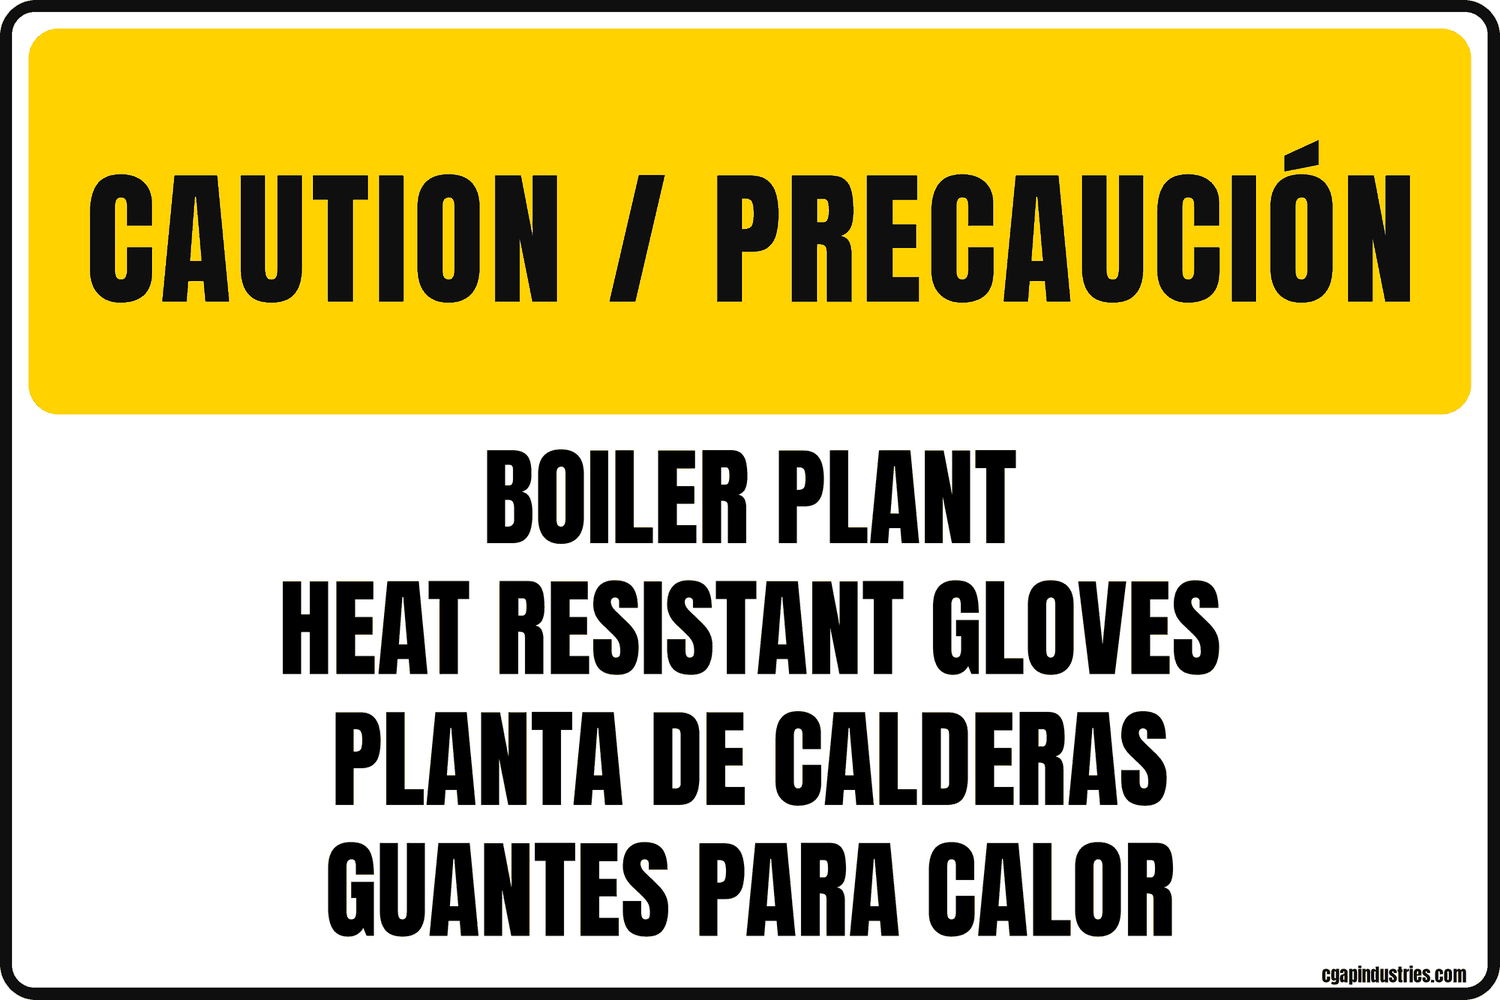 CAUTION / PRECAUCIÓN
BOILER PLANT
HEAT RESISTANT GLOVES
PLANTA DE CALDERAS
GUANTES PARA CALOR
cgapindustries.com